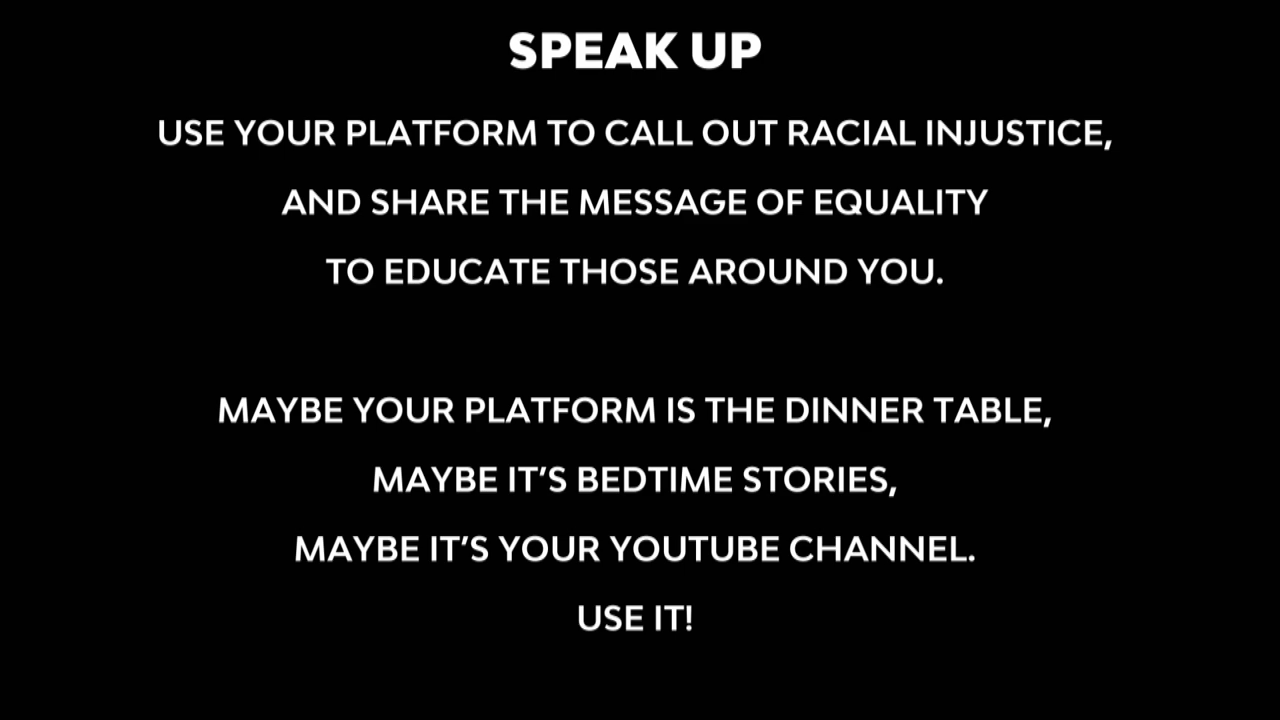 SPEAK UP
USE YOUR PLATFORM TO CALL OUT RACIAL INJUSTICE,
AND SHARE THE MESSAGE OF EQUALITY
TO EDUCATE THOSE AROUND YOU.
MAYBE YOUR PLATFORM IS THE DINNER TABLE,
MAYBE IT’S BEDTIME STORIES,
MAYBE IT’S YOUR YOUTUBE CHANNEL.
USE IT!